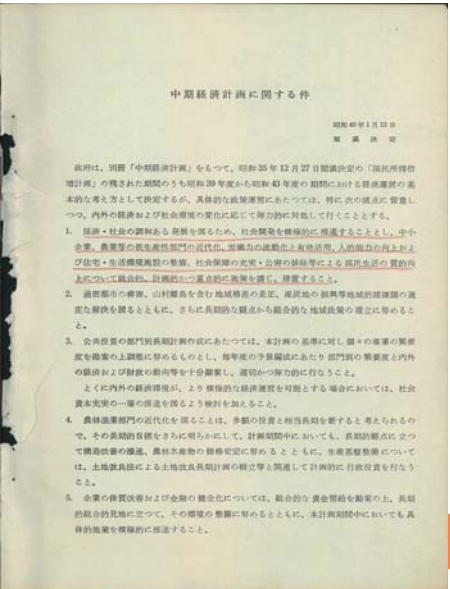 中期経済計画に関する件
昭和40年1月22日
閣議決定
政府は、別冊「中期経済計画」をもつて、昭和35年12月27日閣議決定の「国民所得倍
増計画」の残された期間のうち昭和39年度から昭和43年度の期間における経済運営の基
本的な考え方として決定するが、具体的な政策運営にあたつては、特に次の諸点に留意し
つつ、内外の経済および社会環境の変化に応じて弾力的に対処して行くこととする。
1. 経済・社会の調和ある発展を図るため、社会開発を積極的に推進することとし、中小
企業、農業等の低生産性部門の近代化、労働力の流動化と有効活用、人的能力の向上およ
び住宅・生活環境施設の整備、社会保障の充実・公害の排除等による国民生活の質的向
上について総合的、計画的かつ重点的に施策を講じ、措置すること。
2. 過密都市の弊害、山村離島を含む地域格差の是正、産炭地の振興等地域的諸課題の適
正な解決を図るとともに、さらに長期的な観点から総合的な地域政策の確立に努めるこ
と。
3. 公共投資の部門別長期計画作成にあたつては、本計画の基準に対し個々の事業の緊要
度を勘案の上調整に努めるものとし、毎年度の予算編成にあたり部門別の緊要度と内外
の経済および財政の動向等を十分勘案し、適切かつ弾力的に行なうこと。
とくに内外の経済環境が、より積極的な経済運営を可能とする場合においては、社会
資本充実の一層の推進を図るよう検討を加えること。
4. 農林漁業部門の近代化を図ることは、多額の投資と相当長期を要すると考えられるの
で、その長期的目標をさらに明らかにして、計画期間中においても、長期的観点に立つ
て構造改善の推進、農林水産物の価格安定に努めるとともに、生産基盤整備について
は、土地改良法による土地改良長期計画の樹立等と関連して計画的に行政投資を行なう
こと。
5. 企業の体質改善および金融の健全化については、総合的な資金需給を勘案の上、長期
的総合的見地に立つて、その環境の整備に努めるとともに、本計画期間中においても具
体的施策を積極的に推進すること。